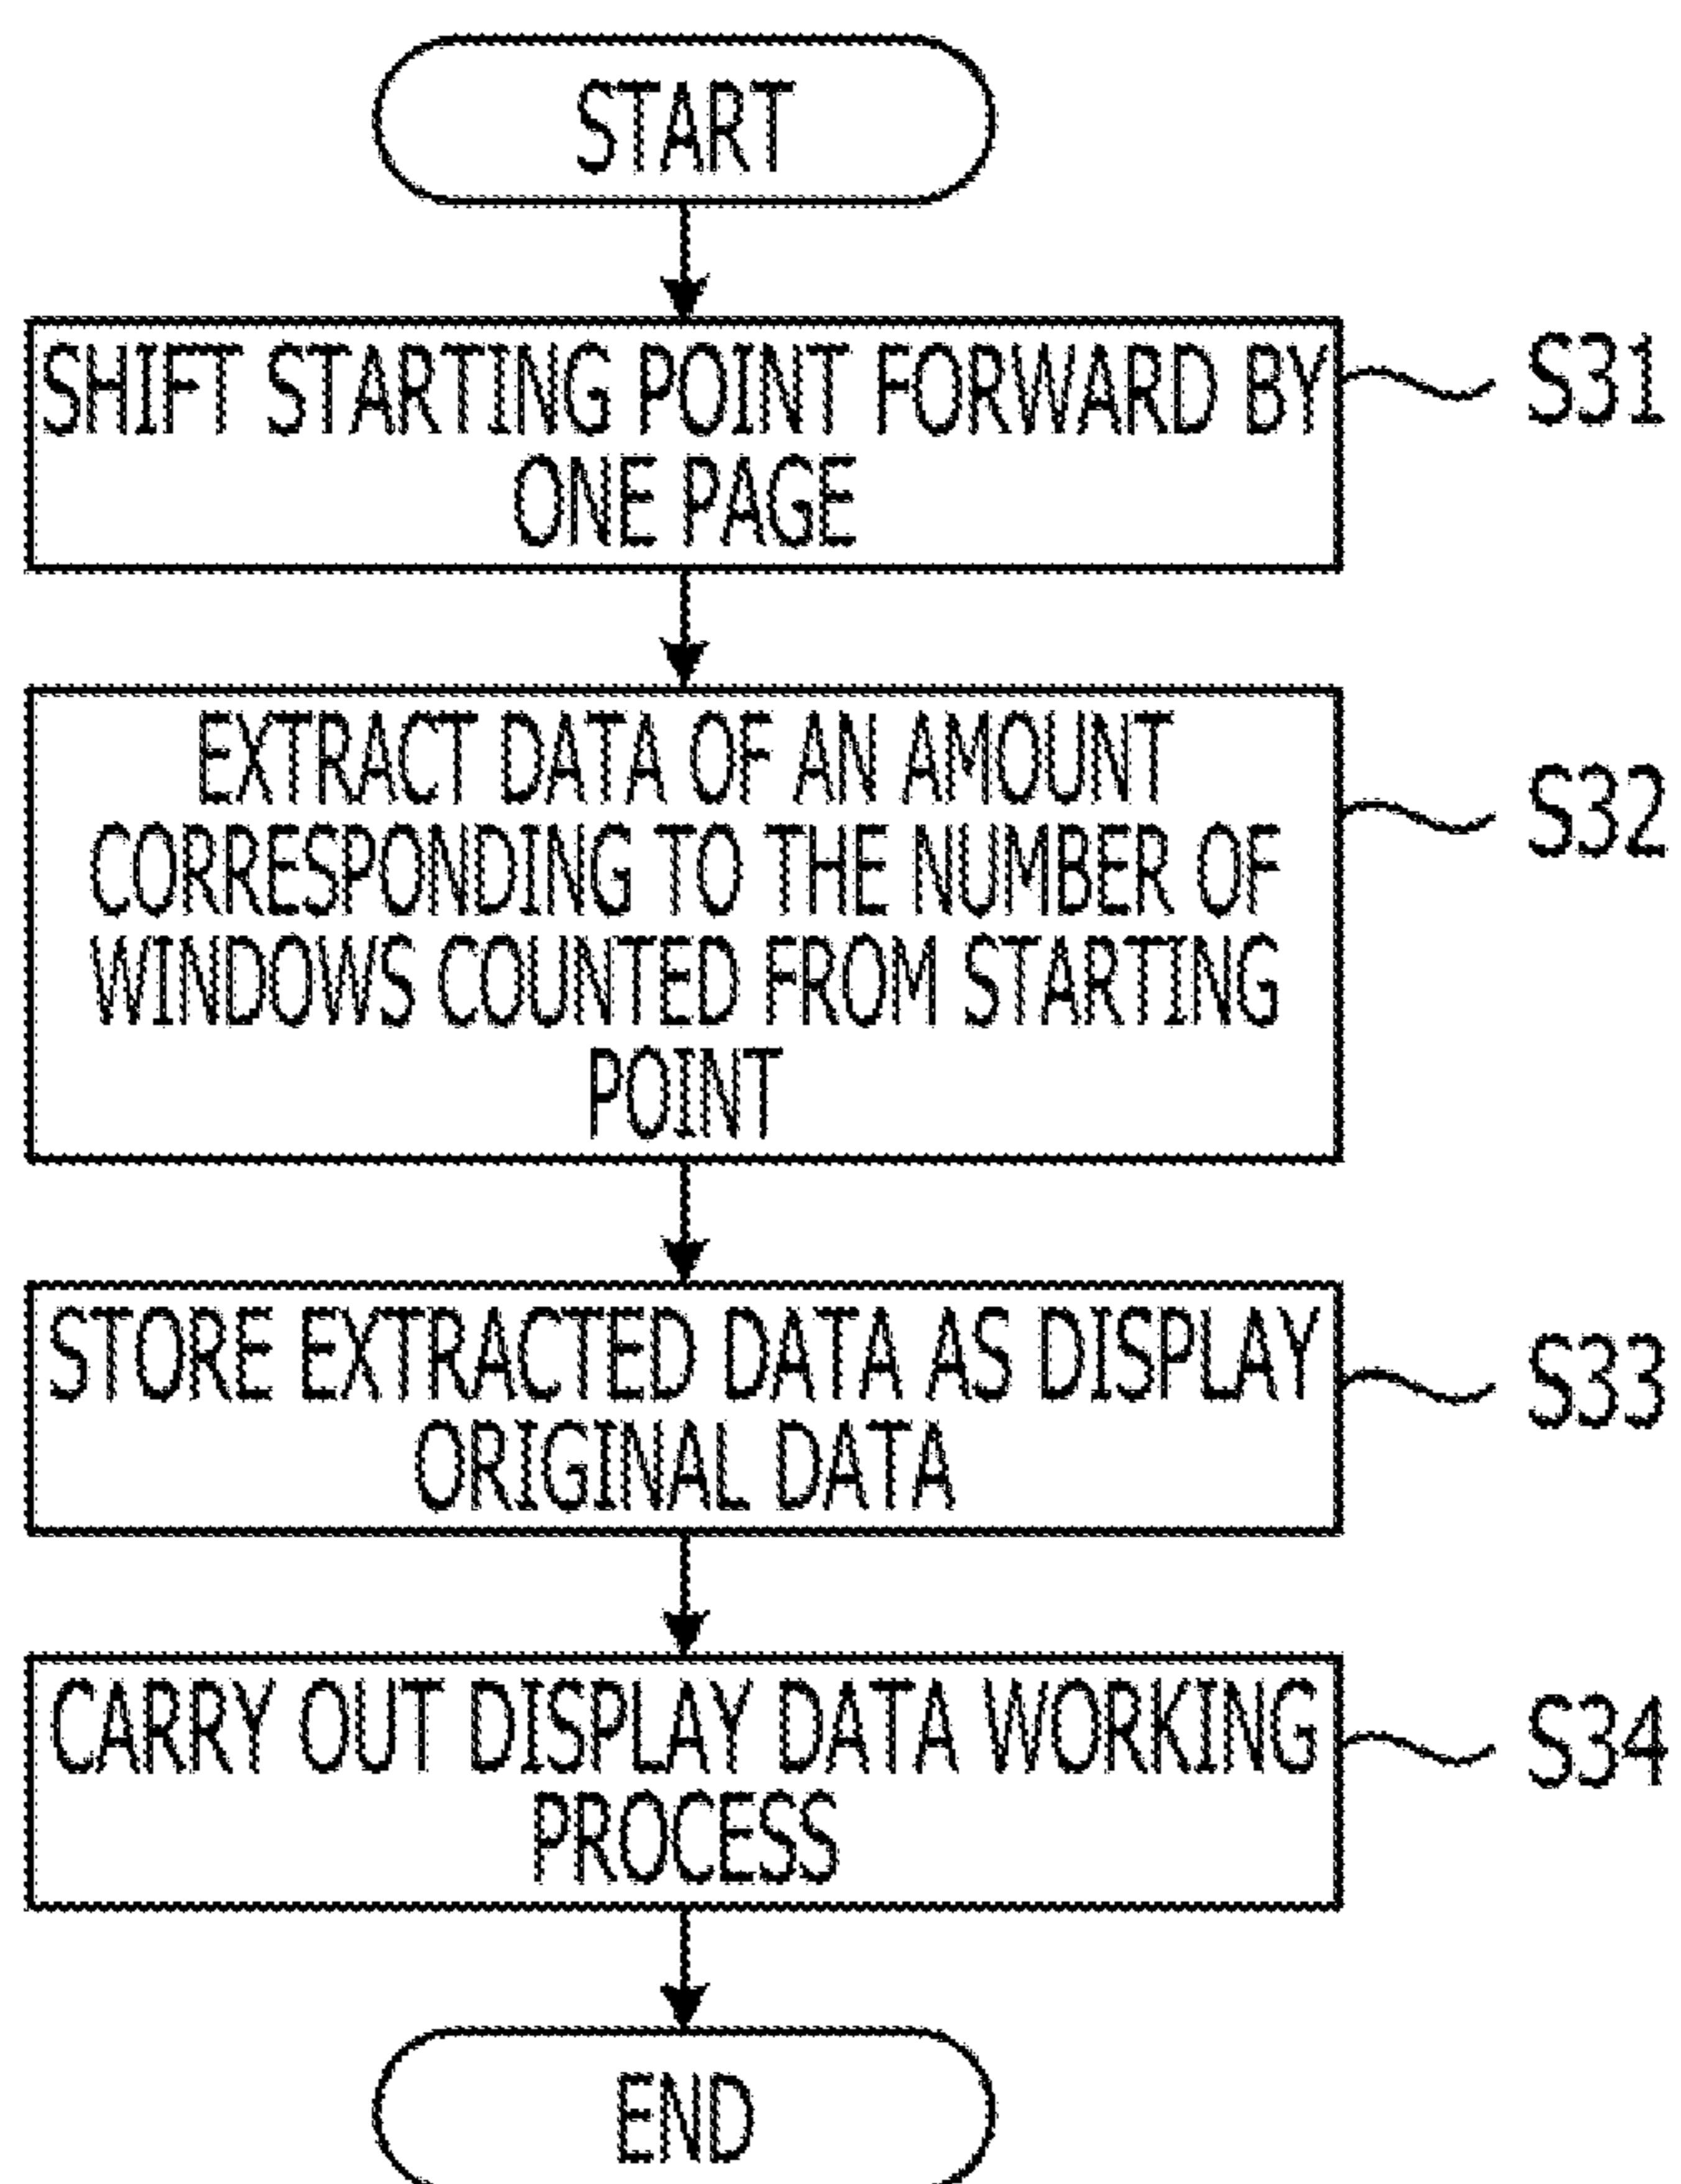 START
SHIFT STARTING POINT FORWARD BY
ONE PAGE
S31
EXTRACT DATA OF AN AMOUNT
CORRESPONDING TO THE NUMBER OF
WINDOWS COUNTED FROM STARTING
POINT
S32
STORE EXTRACTED DATA AS DISPLAY
ORIGINAL DATA
S33
CARRY OUT DISPLAY DATA WORKING
PROCESS
S34
END